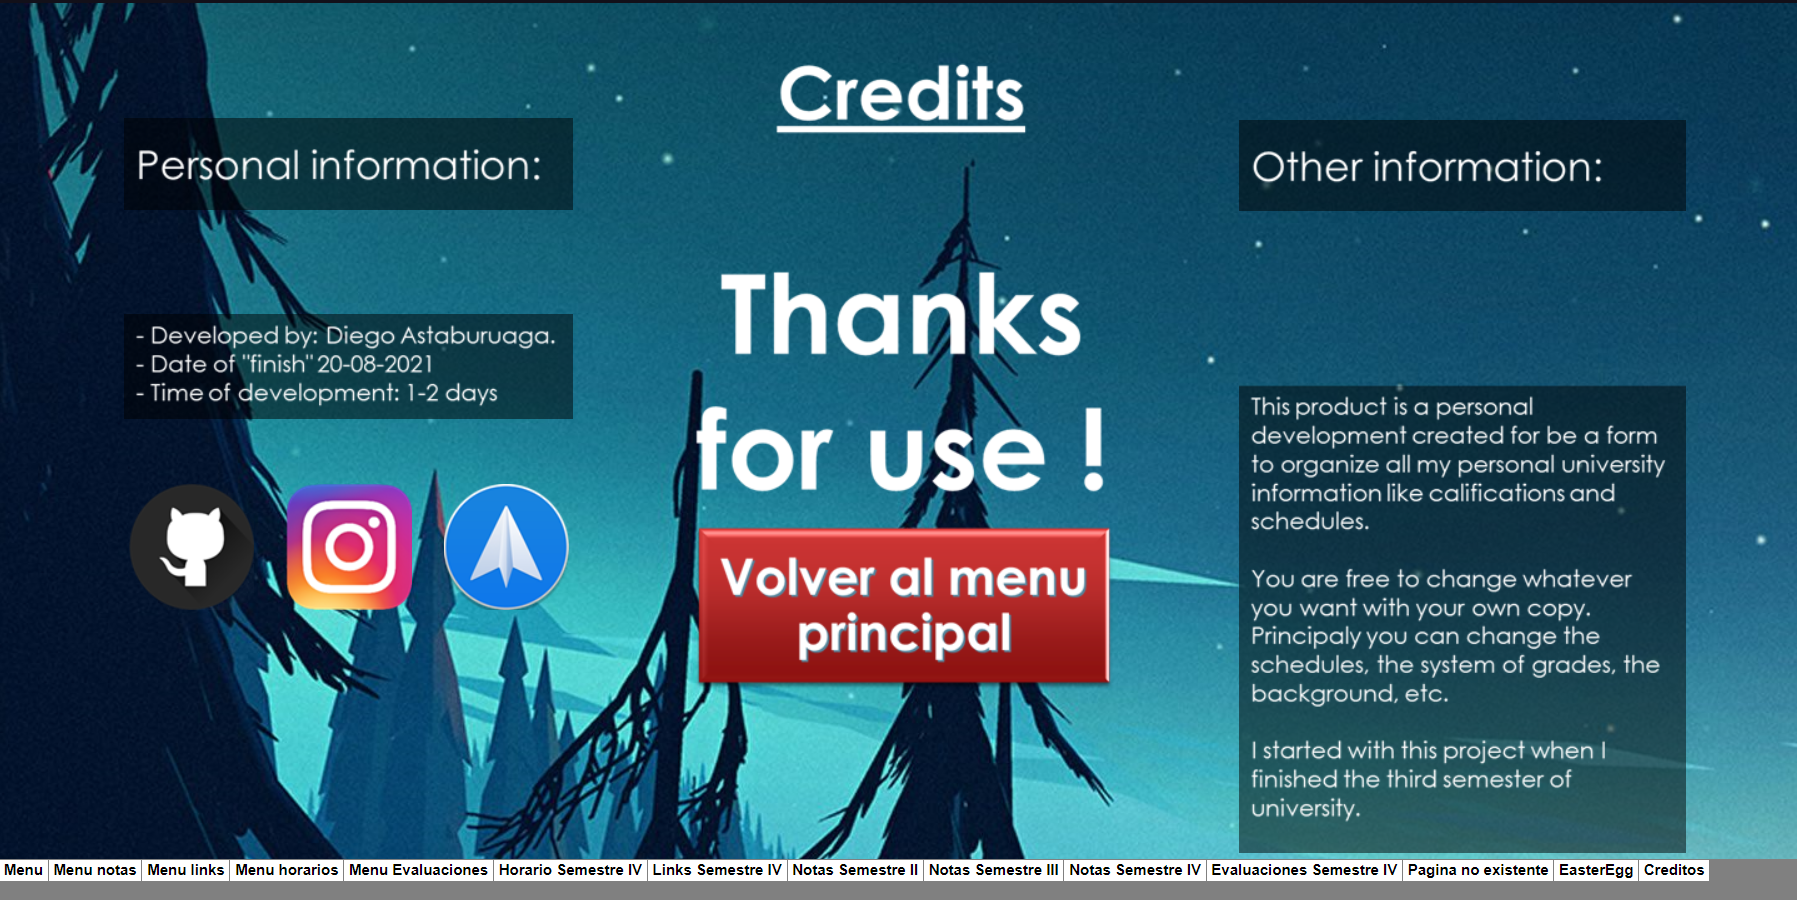 Credits
Personal information:
- Developed by: Diego Astaburuaga.
- Date of "finish" 20-08-2021
- Time of development: 1-2 days
Thanks
for use !
Volver al menu
principal
Other information:
This product is a personal
development created for be a form
to organize all my personal university
information like califications and
schedules.
You are free to change whatever
you want with your own copy.
Principaly you can change the
schedules, the system of grades, the
background, etc.
I started with this project when I
finished the third semester of
university.
Menu Menu notas Menu links Menu horarios Menu Evaluaciones Horario Semestre IV Links Semestre IV Notas Semestre II Notas Semestre III Notas Semestre IV Evaluaciones Semestre IV Pagina no existente EasterEgg Creditos